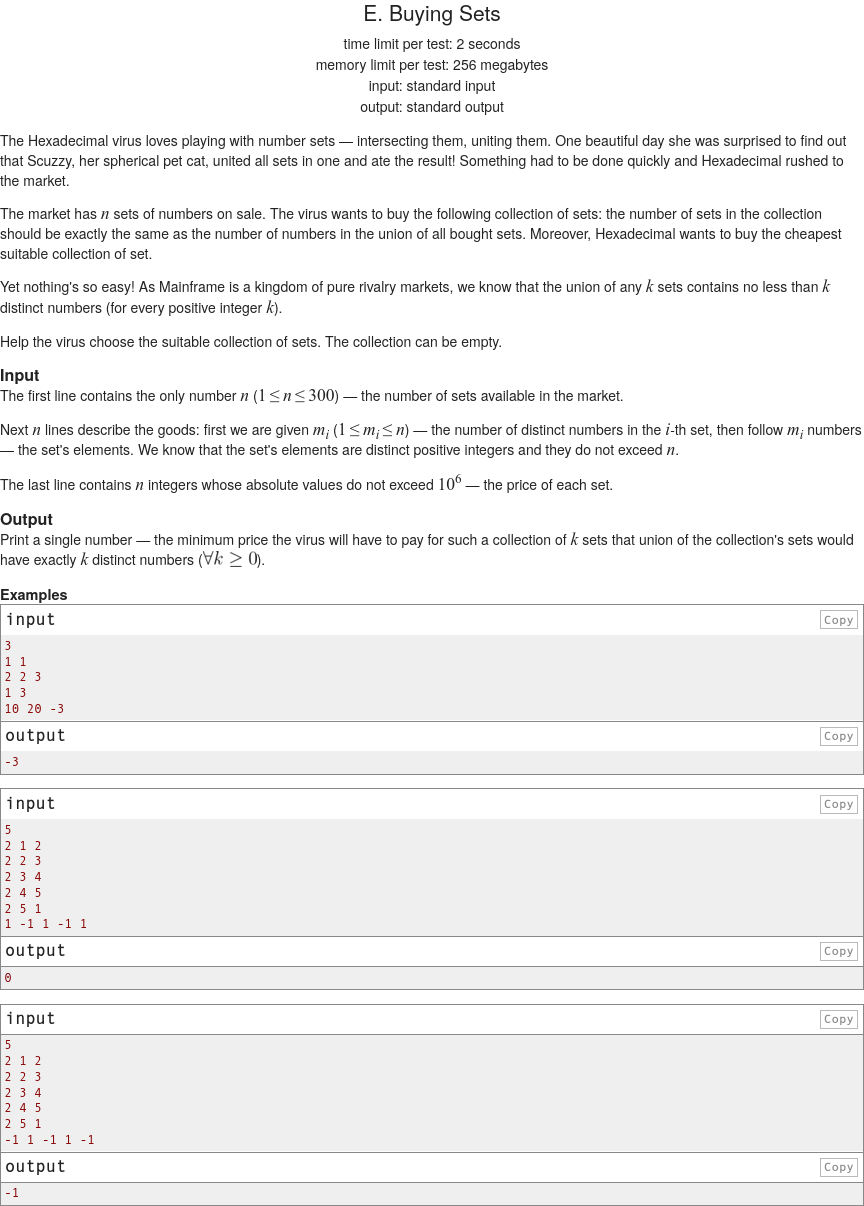 E. Buying Sets
time limit per test: 2 seconds
memory limit per test: 256 megabytes
input: standard input
output: standard output
The Hexadecimal virus loves playing with number sets — intersecting them, uniting them. One beautiful day she was surprised to find out
that Scuzzy, her spherical pet cat, united all sets in one and ate the result! Something had to be done quickly and Hexadecimal rushed to
the market.
The market has n sets of numbers on sale. The virus wants to buy the following collection of sets: the number of sets in the collection
should be exactly the same as the number of numbers in the union of all bought sets. Moreover, Hexadecimal wants to buy the cheapest
suitable collection of set.
Yet nothing's so easy! As Mainframe is a kingdom of pure rivalry markets, we know that the union of any k sets contains no less than k
distinct numbers (for every positive integer k).
Help the virus choose the suitable collection of sets. The collection can be empty.
Input
The first line contains the only number n (1 ≤ n ≤ 300) — the number of sets available in the market.
Next n lines describe the goods: first we are given m_i (1 ≤ m_i ≤ n) — the number of distinct numbers in the i-th set, then follow m_i numbers
— the set's elements. We know that the set's elements are distinct positive integers and they do not exceed n.
The last line contains n integers whose absolute values do not exceed 10^6 — the price of each set.
Output
Print a single number — the minimum price the virus will have to pay for such a collection of k sets that union of the collection's sets would
have exactly k distinct numbers (∀k ≥ 0).
Examples
input Copy
3
1 1
2 2 3
1 3
10 20 -3
output Copy
-3
input Copy
5
2 1 2
2 2 3
2 3 4
2 4 5
2 5 1
1 -1 1 -1 1
output Copy
0
input Copy
5
2 1 2
2 2 3
2 3 4
2 4 5
2 5 1
-1 1 -1 1 -1
output Copy
-1